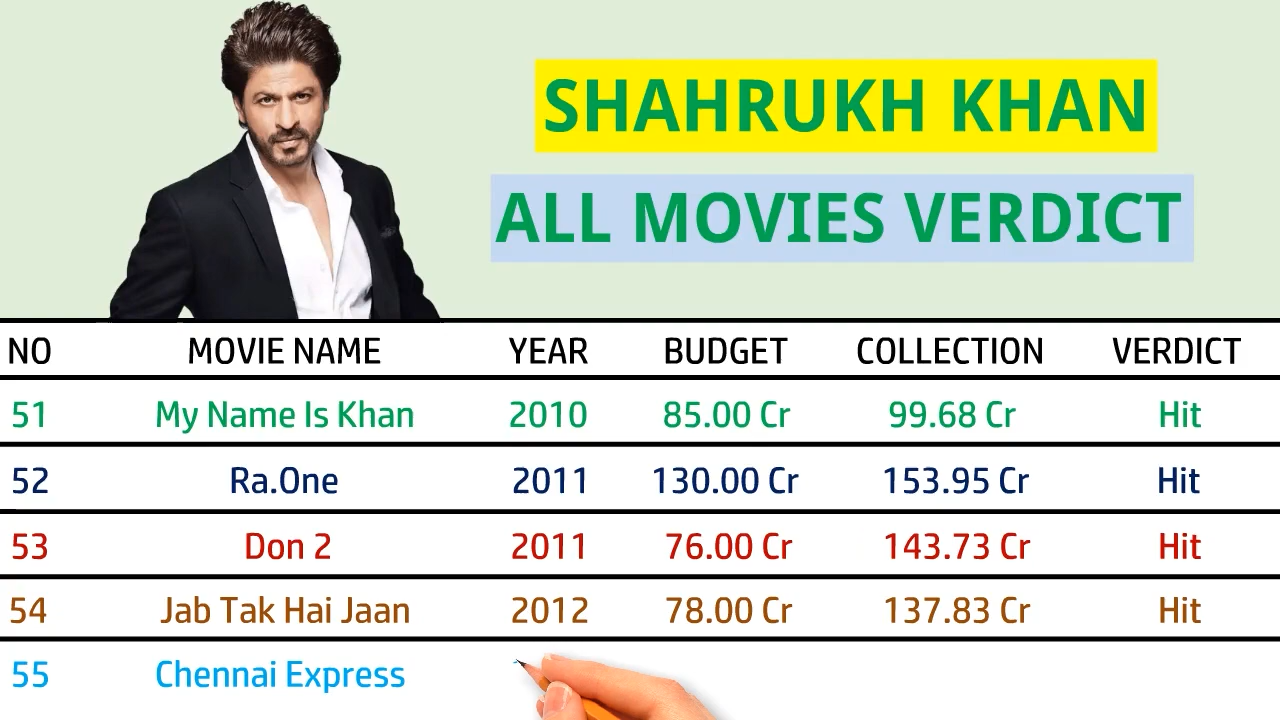 SHAHRUKH KHAN
ALL MOVIES VERDICT
NO MOVIE NAME YEAR BUDGET COLLECTION VERDICT
51 My Name Is Khan 2010 85.00 Cr 99.68 Cr Hit
52 Ra.One 2011 130.00 Cr 153.95 Cr Hit
53 Don 2 2011 76.00 Cr 143.73 Cr Hit
54 Jab Tak Hai Jaan 2012 78.00 Cr 137.83 Cr Hit
55 Chennai Express